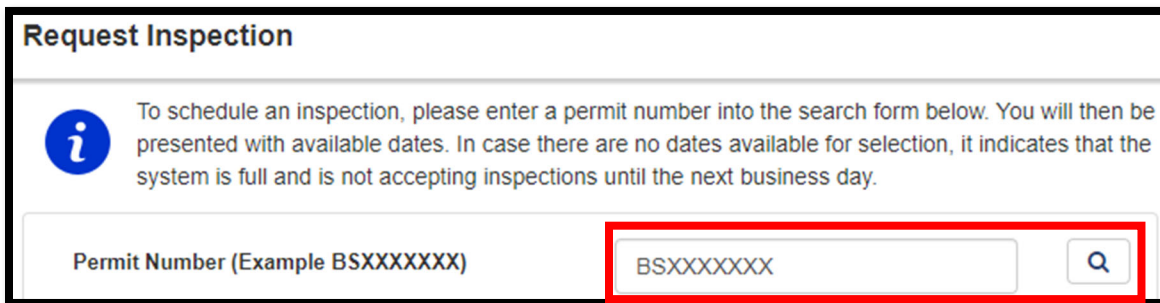 Request Inspection
To schedule an inspection, please enter a permit number into the search form below. You will then be
presented with available dates. In case there are no dates available for selection, it indicates that the
system is full and is not accepting inspections until the next business day.
Permit Number (Example BSXXXXXXX) BSXXXXXXX